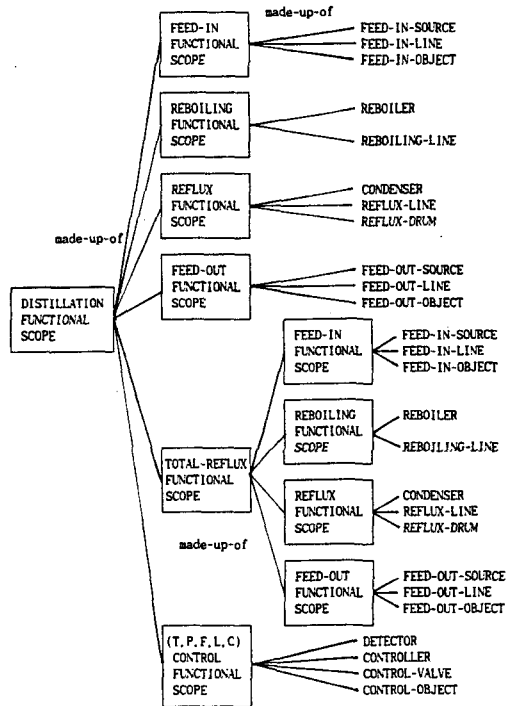 made-up-of
FEED-IN
FUNCTIONAL
SCOPE
FEED-IN-SOURCE
FEED-IN-LINE
FEED-IN-OBJECT
REBOILING
FUNCTIONAL
SCOPE
REBOILER
REBOILING-LINE
REFLUX
FUNCTIONAL
SCOPE
CONDENSER
REFLUX-LINE
REFLUX-DRUM
made-up-of
FEED-OUT
FUNCTIONAL
SCOPE
FEED-OUT-SOURCE
FEED-OUT-LINE
FEED-OUT-OBJECT
DISTILLATION
FUNCTIONAL
SCOPE
FEED-IN
FUNCTIONAL
SCOPE
FEED-IN-SOURCE
FEED-IN-LINE
FEED-IN-OBJECT
REBOILING
FUNCTIONAL
SCOPE
REBOILER
REBOILING-LINE
TOTAL-REFLUX
FUNCTIONAL
SCOPE
REFLUX
FUNCTIONAL
SCOPE
CONDENSER
REFLUX-LINE
REFLUX-DRUM
made-up-of
FEED-OUT
FUNCTIONAL
SCOPE
FEED-OUT-SOURCE
FEED-OUT-LINE
FEED-OUT-OBJECT
(T,P,F,L,C)
CONTROL
FUNCTIONAL
SCOPE
DETECTOR
CONTROLLER
CONTROL-VALVE
CONTROL-OBJECT